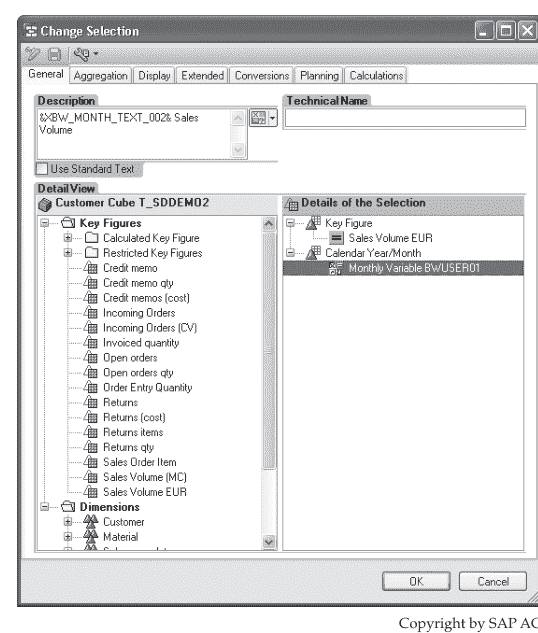 Change Selection
General Aggregation Display Extended Conversions Planning Calculations
Description
Technical Name
&XBW_MONTH_TEXT_002& Sales
Volume
Use Standard Text
Detail View
Customer Cube T_SDDEMO2
Details of the Selection
Key Figures
Calculated Key Figure
Restricted Key Figures
Credit memo
Credit memo qty
Credit memos (cost)
Incoming Orders
Incoming Orders (CV)
Invoiced quantity
Open orders
Open orders qty
Order Entry Quantity
Returns
Returns (cost)
Returns items
Returns qty
Sales Order Item
Sales Volume (MC)
Sales Volume EUR
Dimensions
Customer
Material
Key Figure
Sales Volume EUR
Calendar Year/Month
Monthly Variable BWUSER01
OK Cancel
Copyright by SAP AG